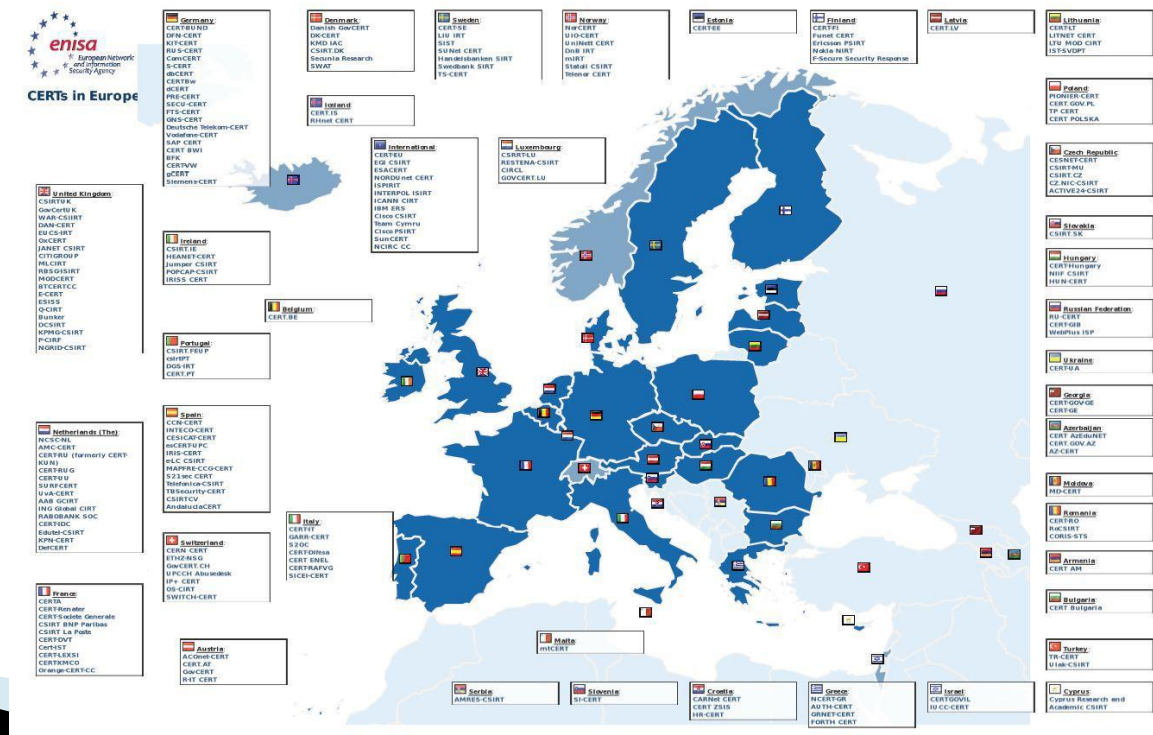 enisa
European Network
and Information
Security Agency
CERTs in Europe
Germany:
CERT-BUND
DFN-CERT
KIT-CERT
RUS-CERT
ComCERT
S-CERT
dbCERT
CERTBw
dCERT
PRE-CERT
SECU-CERT
FTS-CERT
GNS-CERT
Deutsche Telekom-CERT
Vodafone-CERT
SAP CERT
CERT BWI
BFK
CERT-VW
gCERT
Siemens-CERT
Denmark:
Danish GovCERT
DK-CERT
KMD IAC
CSIRT.DK
Secunia Research
SWAT
Sweden:
CERT-SE
LIU IRT
SIST
SUNet CERT
Handelsbanken SIRT
Swedbank SIRT
TS-CERT
Norway:
NorCERT
UIO-CERT
UniNett CERT
DnB IRT
mIRT
Statoil CSIRT
Telenor CERT
Estonia:
CERT-EE
Finland:
CERT-FI
Funet CERT
Ericsson PSIRT
Nokia NIRT
F-Secure Security Response
Latvia:
CERT.LV
Lithuania:
CERT-LT
LITNET CERT
LTU MOD CIRT
IST-SVDPT
Iceland:
CERT.IS
RHnet CERT
Poland:
PIONIER-CERT
CERT.GOV.PL
TP CERT
CERT POLSKA
International:
CERT-EU
EGI CSIRT
ESACERT
NORDUnet CERT
ISPIRIT
INTERPOL ISIRT
ICANN CIRT
IBM ERS
Cisco CSIRT
Team Cymru
Cisco PSIRT
SunCERT
NCIRC CC
Luxembourg:
CSRRT-LU
RESTENA-CSIRT
CIRCL
GOVCERT.LU
Czech Republic:
CESNET-CERT
CSIRT-MU
CSIRT.CZ
CZ.NIC-CSIRT
ACTIVE24-CSIRT
United Kingdom:
CSIRTUK
GovCertUK
WAR-CSIIRT
DAN-CERT
EUCS-IRT
OxCERT
JANET CSIRT
CITIGROUP
MLCIRT
RBSG-ISIRT
MODCERT
BTCERTCC
E-CERT
ESISS
Q-CIRT
Bunker
DCSIRT
KPMG-CSIRT
P-CIRF
NGRID-CSIRT
Ireland:
CSIRT.IE
HEANET-CERT
Jumper CSIRT
POPCAP-CSIRT
IRISS CERT
Slovakia:
CSIRT.SK
Hungary:
CERT-Hungary
NIIF CSIRT
HUN-CERT
Belgium:
CERT.BE
Russian Federation:
RU-CERT
CERT-GIB
WebPlus ISP
Portugal:
CSIRT.FEUP
csirtPT
DGS-IRT
CERT.PT
Ukraine:
CERT-UA
Georgia:
CERT-GOV-GE
CERT-GE
Netherlands (The):
NCSC-NL
AMC-CERT
CERT-RU (formerly CERT-
KUN)
CERT-RUG
CERT-UU
SURFCERT
UvA-CERT
AAB GCIRT
ING Global CIRT
RABOBANK SOC
CERT-IDC
Edutel-CSIRT
KPN-CERT
DefCERT
Spain:
CCN-CERT
INTECO-CERT
CESICAT-CERT
esCERT-UPC
IRIS-CERT
e-LC CSIRT
MAPFRE-CCG-CERT
S21sec CERT
Telefonica-CSIRT
TBSecurity-CERT
CSIRTCV
AndaluciaCERT
Azerbaijan:
CERT AzEduNET
CERT.GOV.AZ
AZ-CERT
Moldova:
MD-CERT
Romania:
CERT-RO
RoCSIRT
CORIS-STS
Italy:
CERT-IT
GARR-CERT
S2OC
CERT-Difesa
CERT ENEL
CERT-RAFVG
SICEI-CERT
Switzerland:
CERN CERT
ETHZ-NSG
GovCERT.CH
UPCCH Abusedesk
IP+ CERT
OS-CIRT
SWITCH-CERT
Armenia:
CERT AM
France:
CERTA
CERT-Renater
CERT-Societe Generale
CSIRT BNP Paribas
CSIRT La Poste
CERT-DVT
Cert-IST
CERT-LEXSI
CERT-XMCO
Orange-CERT-CC
Bulgaria:
CERT Bulgaria
Austria:
ACOnet-CERT
CERT.AT
GovCERT
R-IT CERT
Malta:
mtCERT
Turkey:
TR-CERT
Ulak-CSIRT
Serbia:
AMRES-CSIRT
Slovenia:
SI-CERT
Croatia:
CARNet CERT
CERT ZSIS
HR-CERT
Greece:
NCERT-GR
AUTH-CERT
GRNET-CERT
FORTH CERT
Israel:
CERTGOVIL
IUCC-CERT
Cyprus:
Cyprus Research and
Academic CSIRT